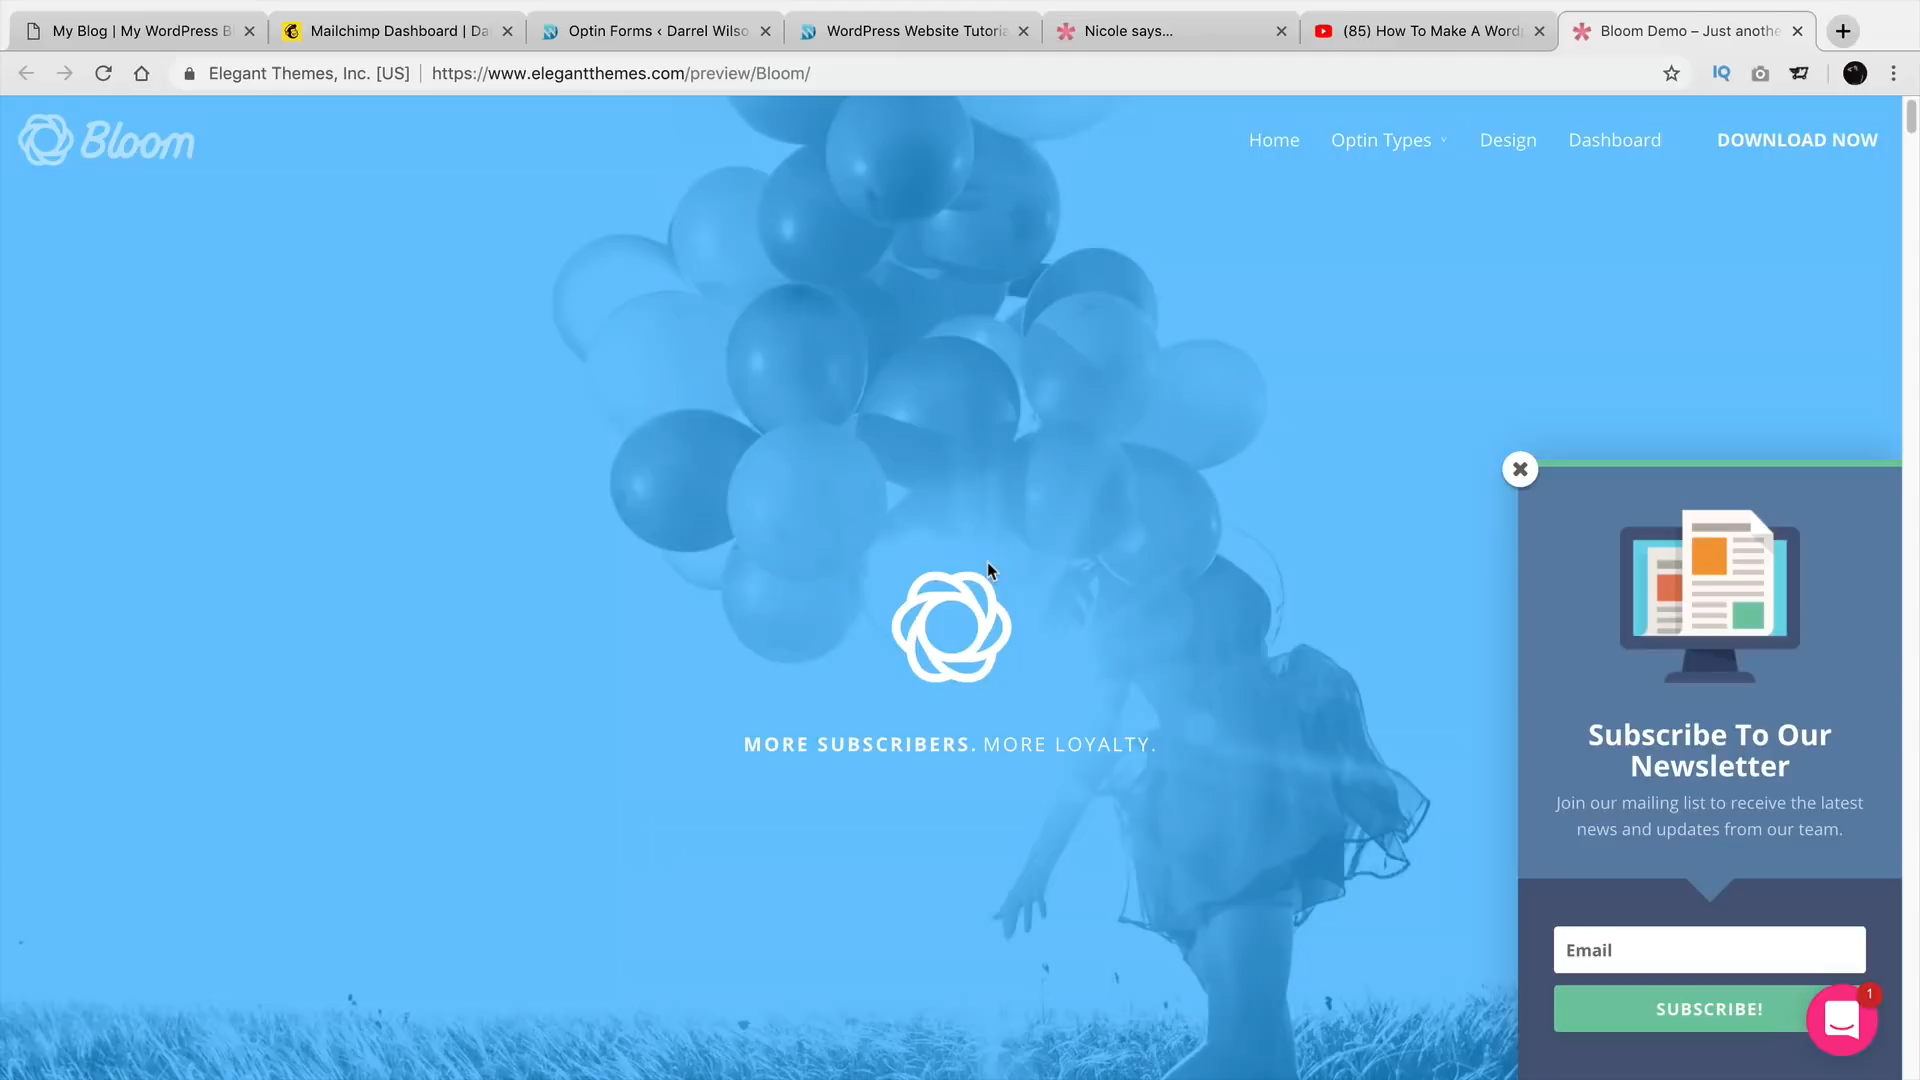 My Blog | My WordPress B
Mailchimp Dashboard | Da
Optin Forms ‹ Darrel Wilso
WordPress Website Tutoria
Nicole says...
(85) How To Make A Word
Bloom Demo – Just anothe
Elegant Themes, Inc. [US]
https://www.elegantthemes.com/preview/Bloom/
IQ
Bloom
Home
Optin Types
Design
Dashboard
DOWNLOAD NOW
MORE SUBSCRIBERS. MORE LOYALTY.
Subscribe To Our
Newsletter
Join our mailing list to receive the latest
news and updates from our team.
Email
SUBSCRIBE!
1